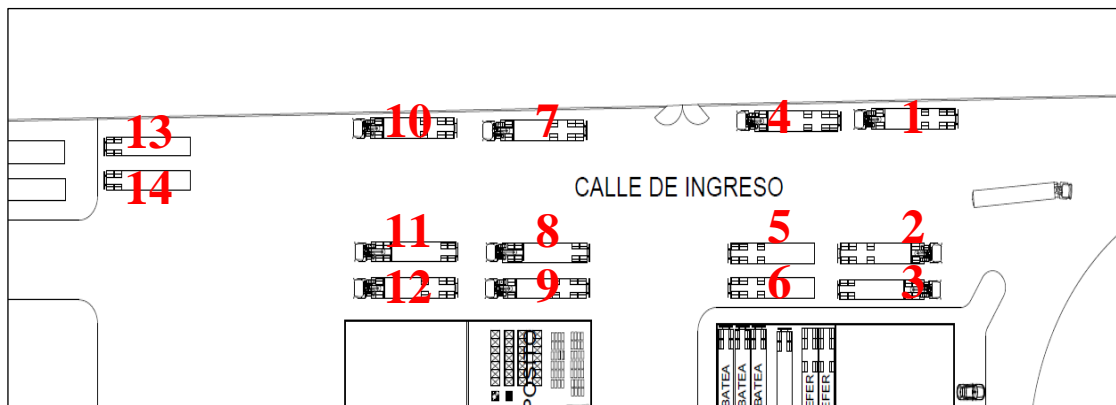 10 7 4 1
13
14
CALLE DE INGRESO
11 8 5 2
12 9 6 3
BATEA
BATEA
BATEA